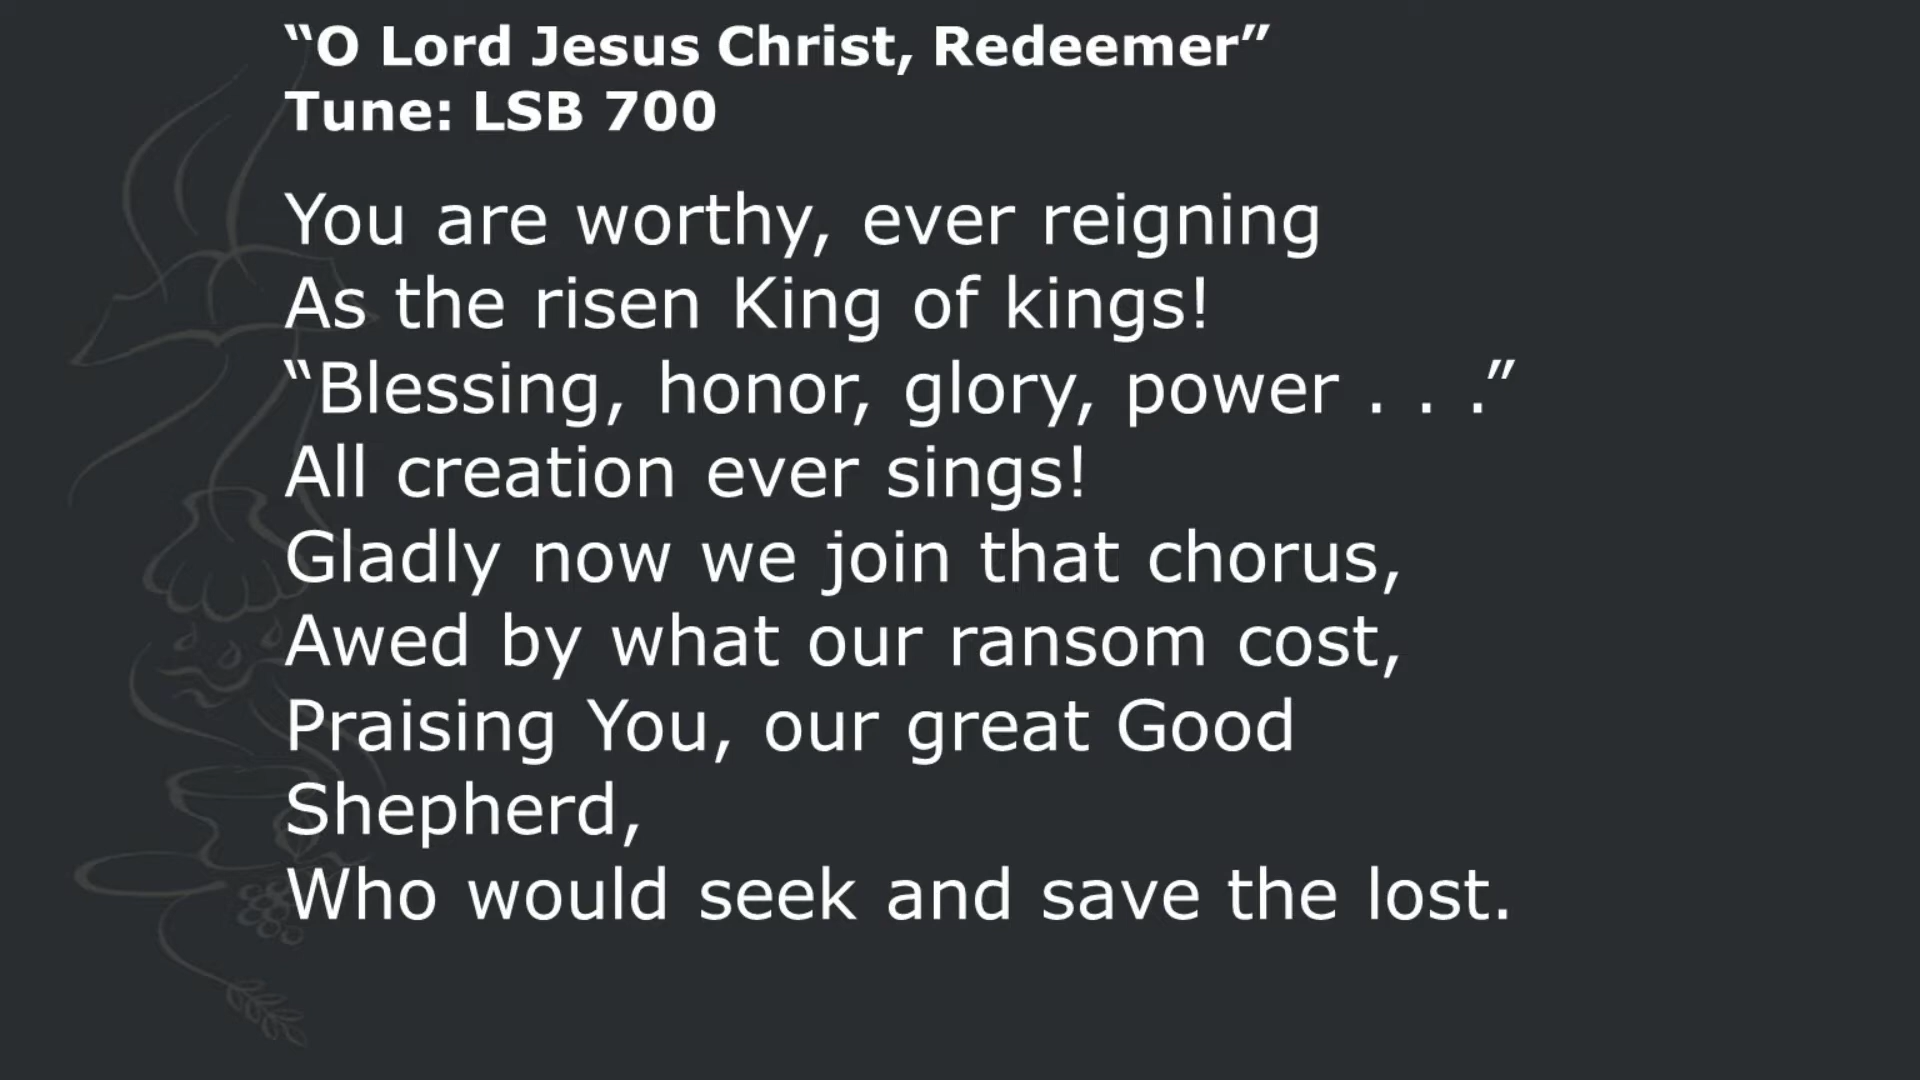 “O Lord Jesus Christ, Redeemer”
Tune: LSB 700
You are worthy, ever reigning
As the risen King of kings!
“Blessing, honor, glory, power . . .”
All creation ever sings!
Gladly now we join that chorus,
Awed by what our ransom cost,
Praising You, our great Good
Shepherd,
Who would seek and save the lost.